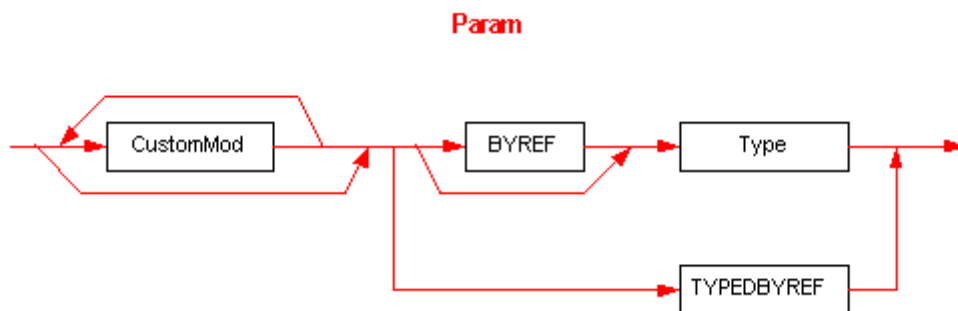 Param
CustomMod
BYREF
Type
TYPEDBYREF